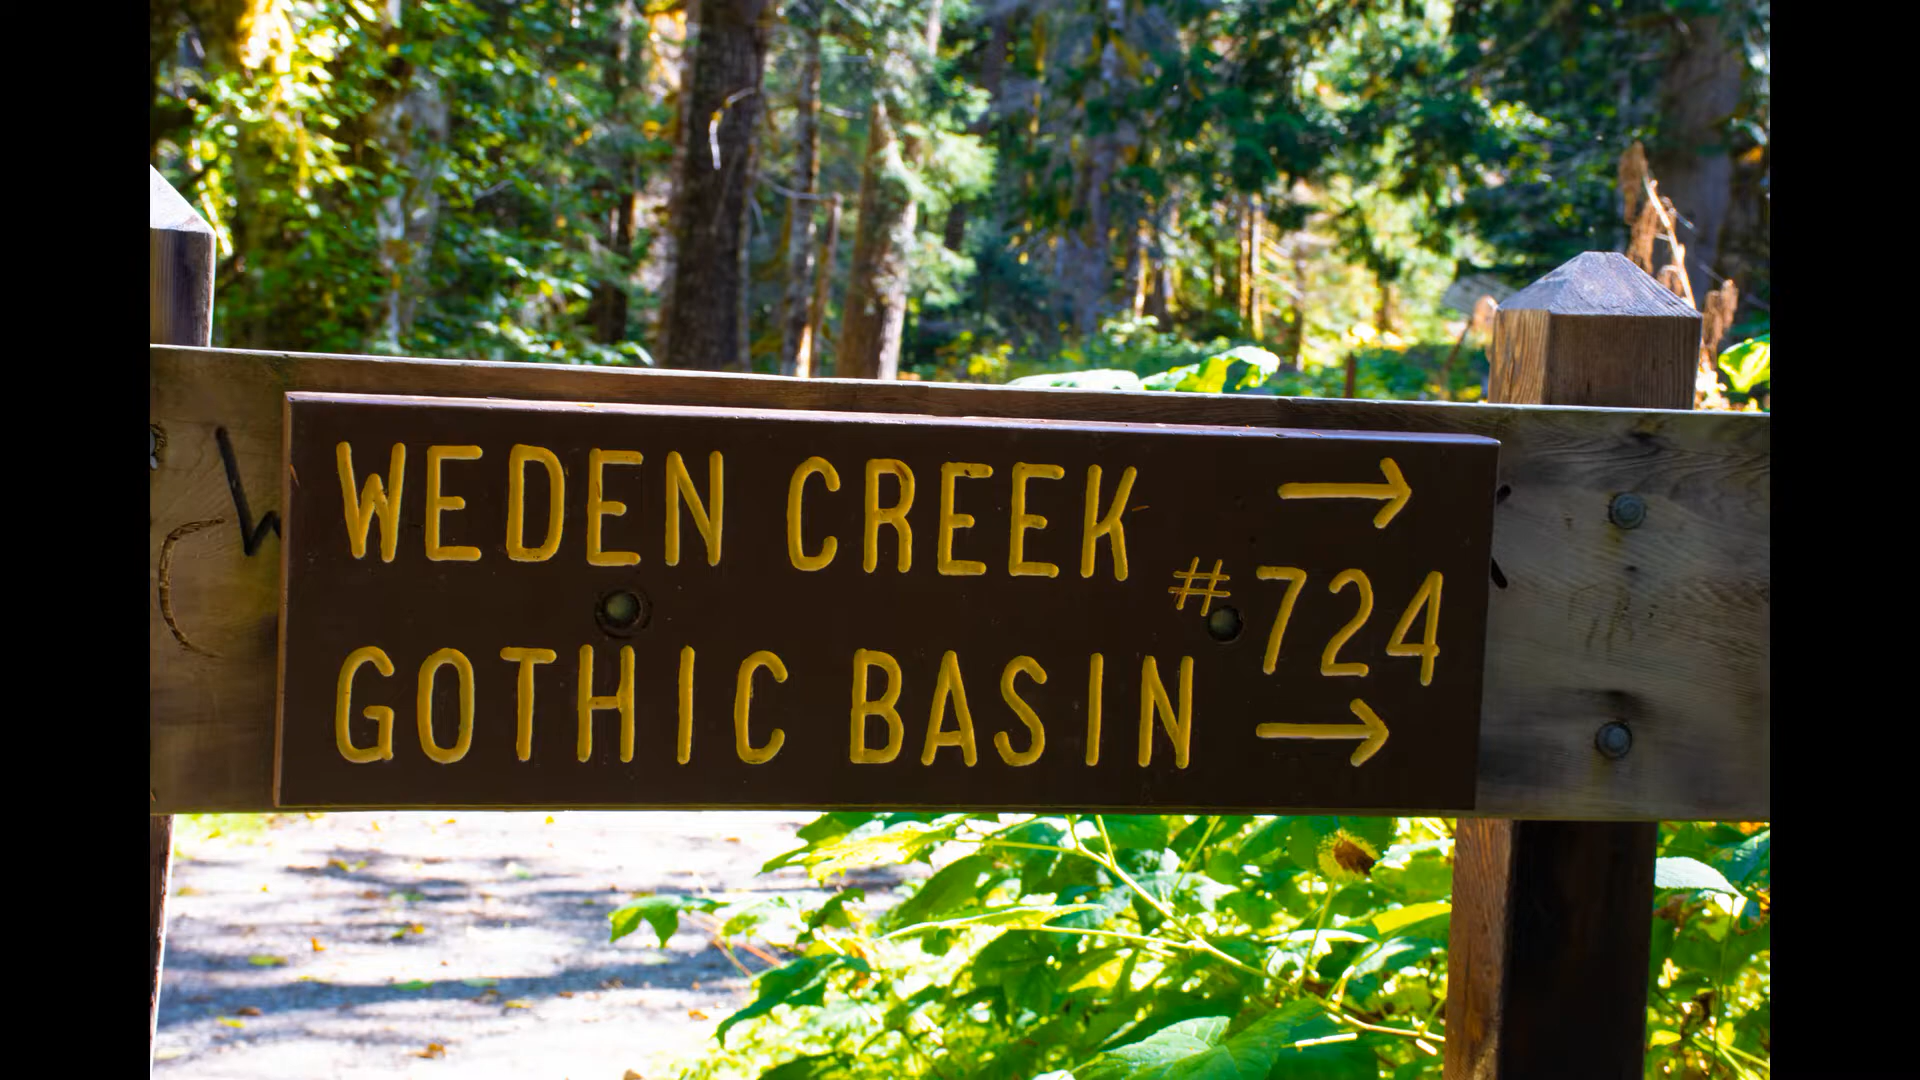 WEDEN CREEK →
#724
GOTHIC BASIN →